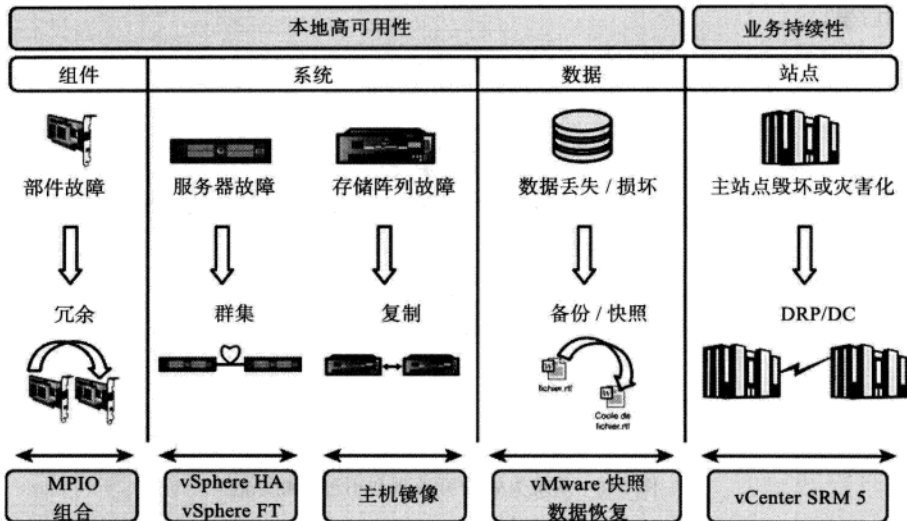 本地高可用性
业务持续性
组件
系统
数据
站点
部件故障
服务器故障
存储阵列故障
数据丢失 / 损坏
主站点毁坏或灾害化
冗余
群集
复制
备份 / 快照
DRP/DC
fichier.rtf
Coole de
fichier.rtf
MPIO
组合
vSphere HA
vSphere FT
主机镜像
vMware 快照
数据恢复
vCenter SRM 5